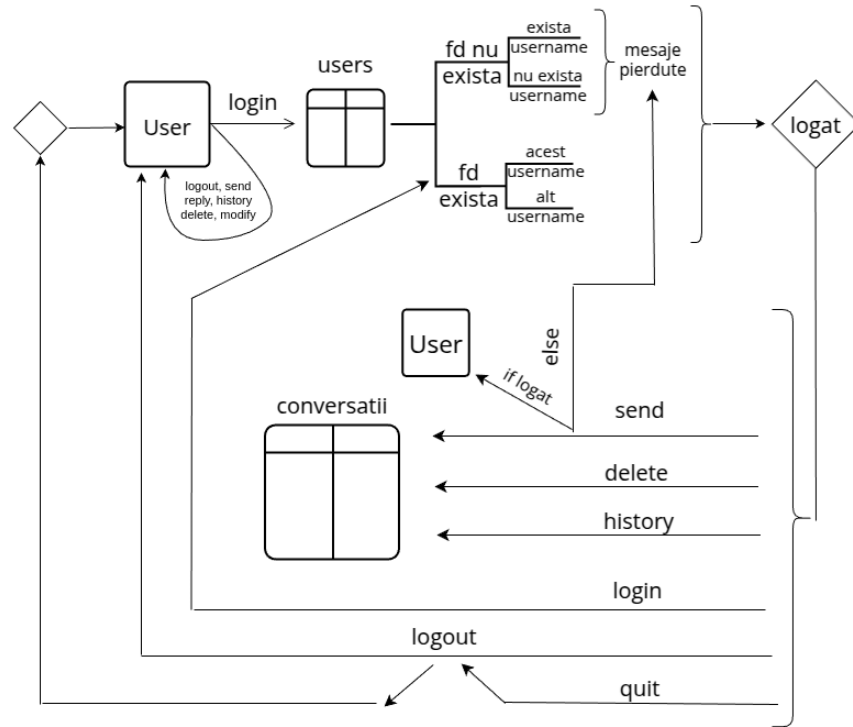 exista
username
fd nu
exista
nu exista
username
mesaje
pierdute
users
login
User
logat
logout, send
reply, history
delete, modify
fd
exista
acest
username
alt
username
User
else
if logat
conversatii
send
delete
history
login
logout
quit